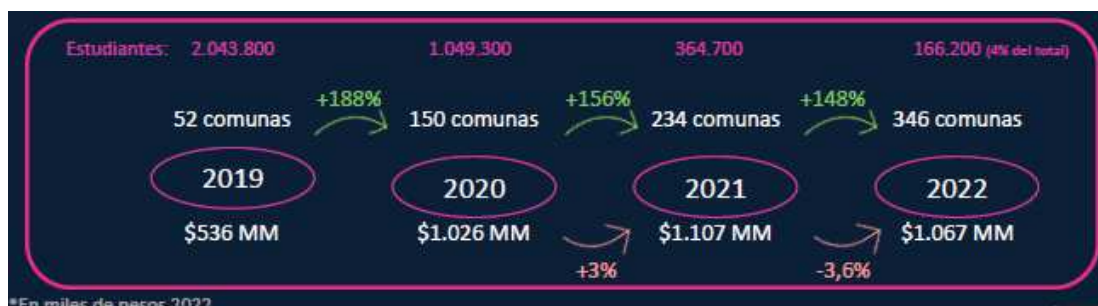 Estudiantes: 2.043.800 1.049.300 364.700 166.200 (4% del total)
+188% +156% +148%
52 comunas 150 comunas 234 comunas 346 comunas
2019 2020 2021 2022
$536 MM $1.026 MM $1.107 MM $1.067 MM
+3% -3,6%
*En miles de pesos 2022